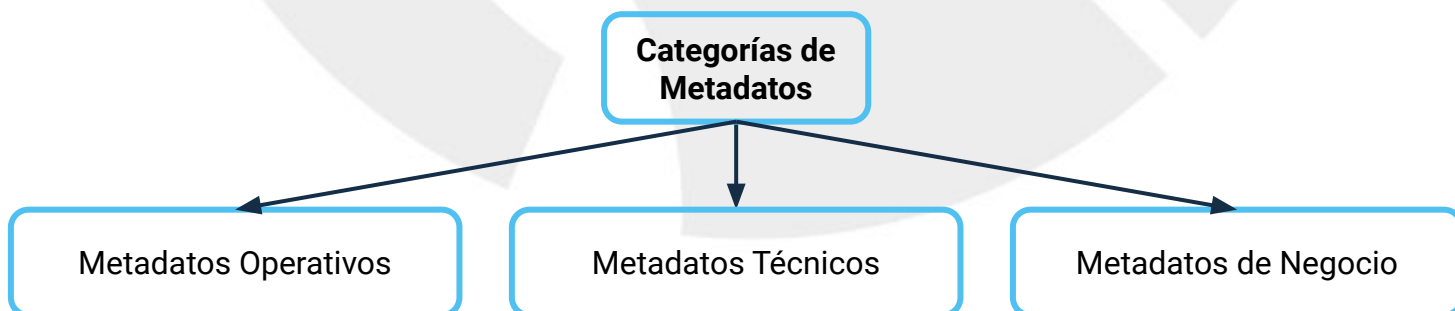 Categorías de
Metadatos
Metadatos Operativos
Metadatos Técnicos
Metadatos de Negocio